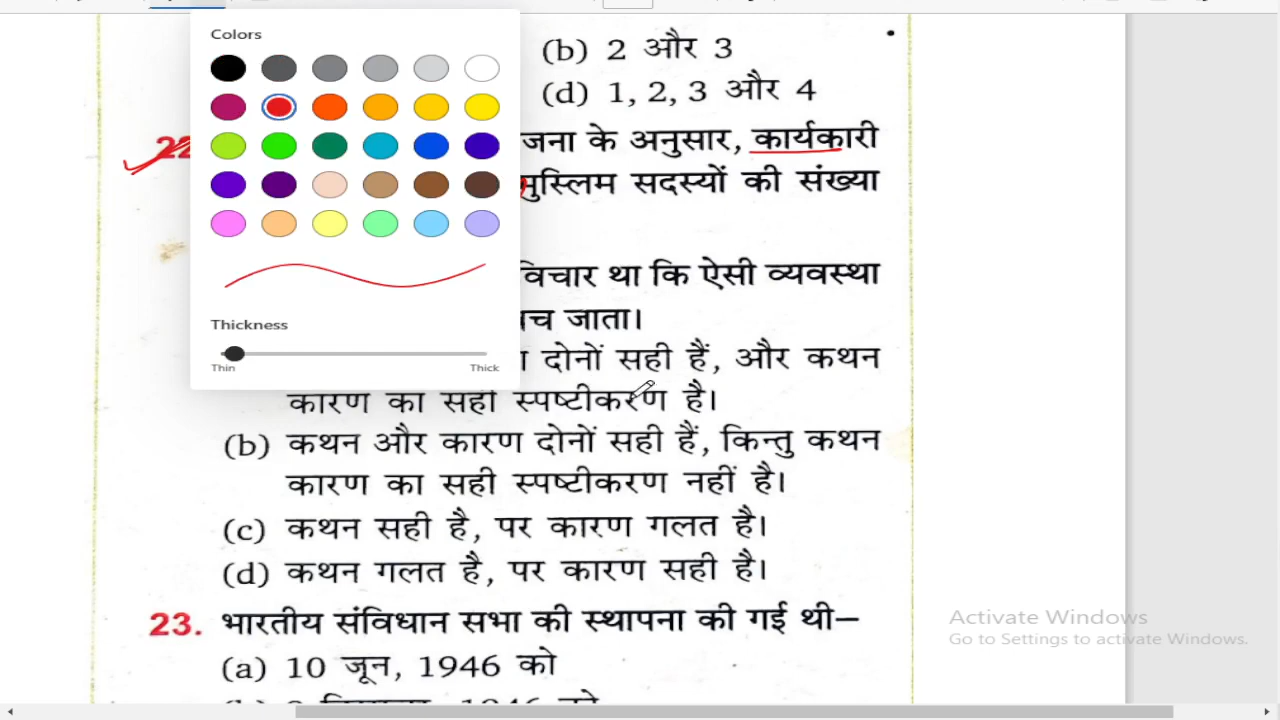 Colors
(b) 2 और 3
(d) 1, 2, 3 और 4
जना के अनुसार, कार्यकारी
मुस्लिम सदस्यों की संख्या
विचार था कि ऐसी व्यवस्था
जाता।
Thickness
Thin Thick
दोनों सही हैं, और कथन
कारण का सही स्पष्टीकरण है।
(b) कथन और कारण दोनों सही हैं, किन्तु कथन
कारण का सही स्पष्टीकरण नहीं है।
(c) कथन सही है, पर कारण गलत है।
(d) कथन गलत है, पर कारण सही है।
23. भारतीय संविधान सभा की स्थापना की गई थी–
(a) 10 जून, 1946 को
Activate Windows
Go to Settings to activate Windows.